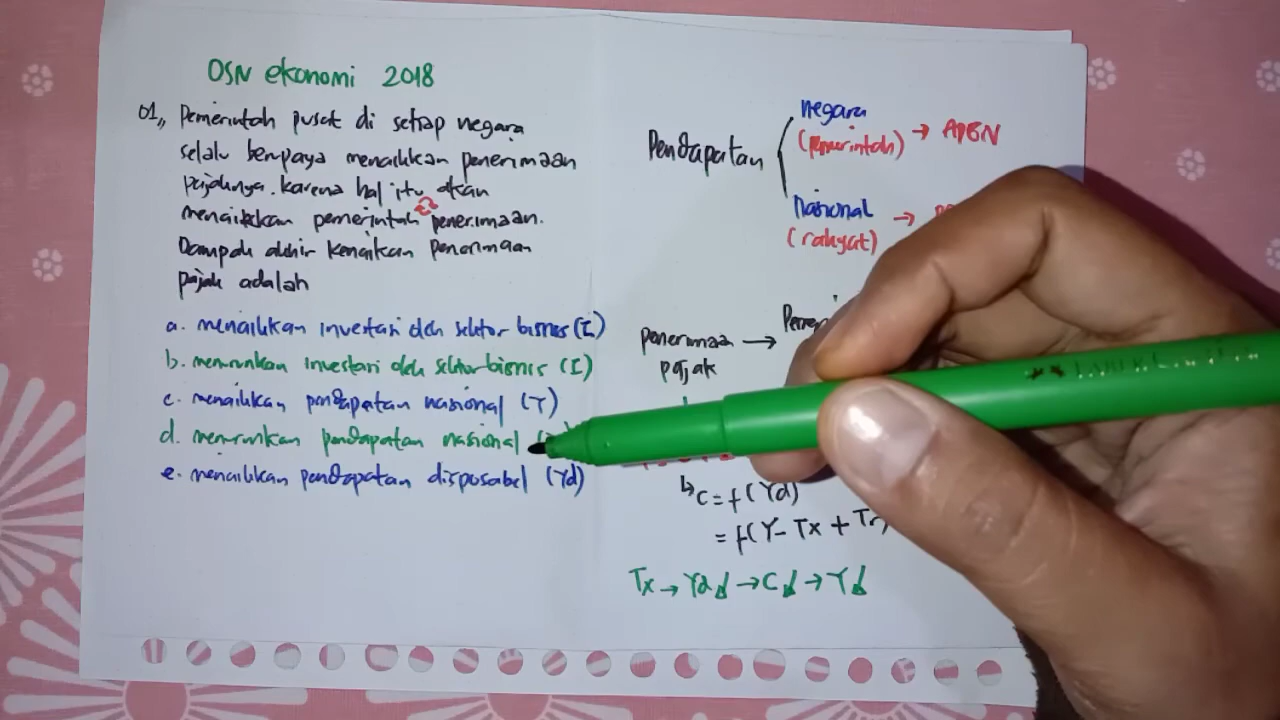 OSN ekonomi 2018
01,, Pemerintah pusat di setiap negara
selalu berupaya menaikkan penerimaan
pajaknya. karena hal itu akan
menaikkan pemerintah penerimaan.
Dampak akhir kenaikan penerimaan
pajak adalah
a. menaikkan investasi oleh sektor bisnis (I)
b. menurunkan investasi oleh sektor bisnis (I)
c. menaikkan pendapatan nasional (Y)
d. menurunkan pendapatan nasional
e. menaikkan pendapatan disposabel (Yd)
Pendapatan
negara
(pemerintah) → APBN
Nasional →
(rakyat)
penerimaan →
pajak
↳ C = f(Yd)
= f(Y - Tx + Tr)
Tx → Yd↓ → C↓ → Y↓